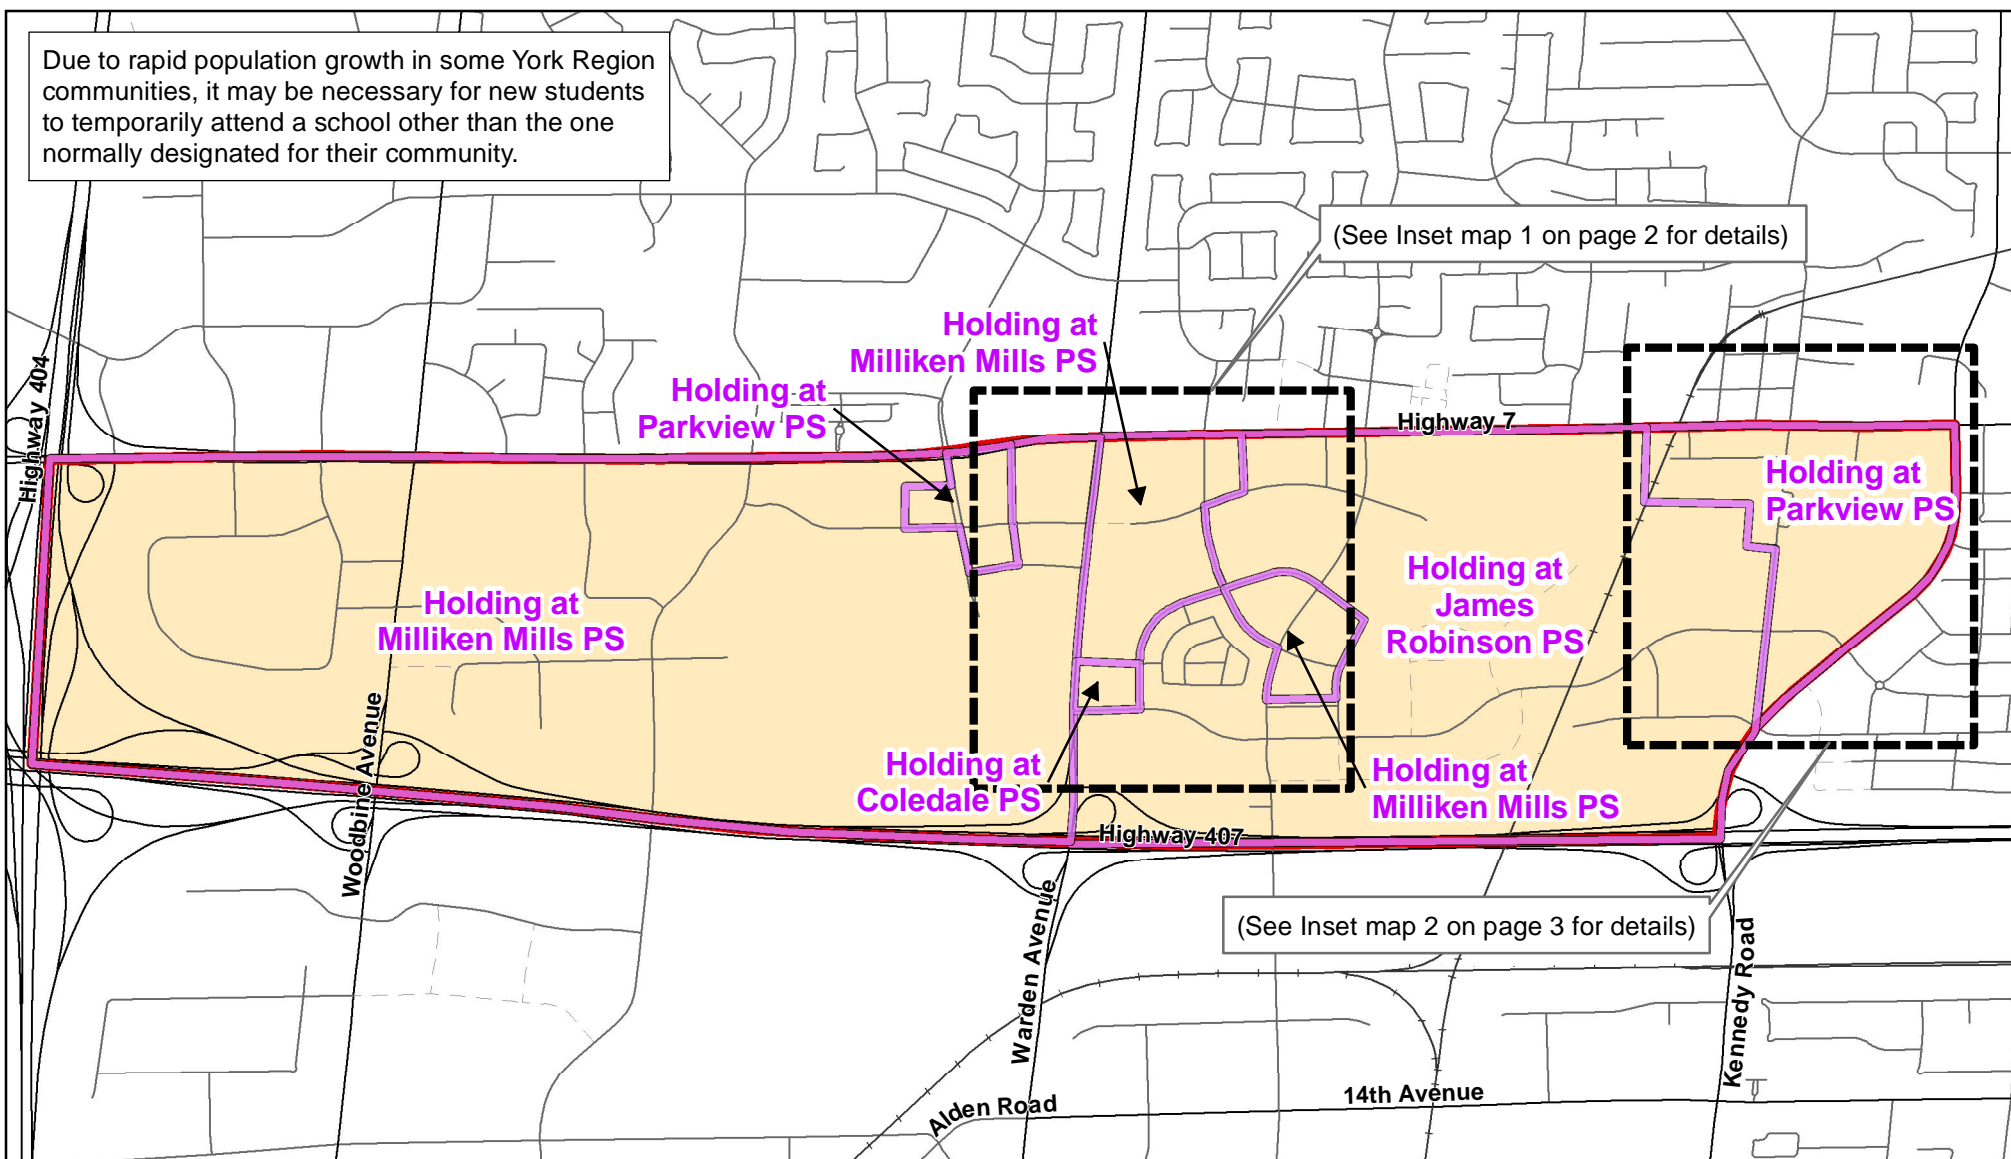 Due to rapid population growth in some York Region
communities, it may be necessary for new students
to temporarily attend a school other than the one
normally designated for their community.
(See Inset map 1 on page 2 for details)
Holding at
Milliken Mills PS
Holding at
Parkview PS
Highway 404
Highway 7
Holding at
Parkview PS
Holding at
James
Robinson PS
Holding at
Milliken Mills PS
Woodbine Avenue
Holding at
Coledale PS
Holding at
Milliken Mills PS
Highway 407
Warden Avenue
(See Inset map 2 on page 3 for details)
Kennedy Road
Alden Road
14th Avenue